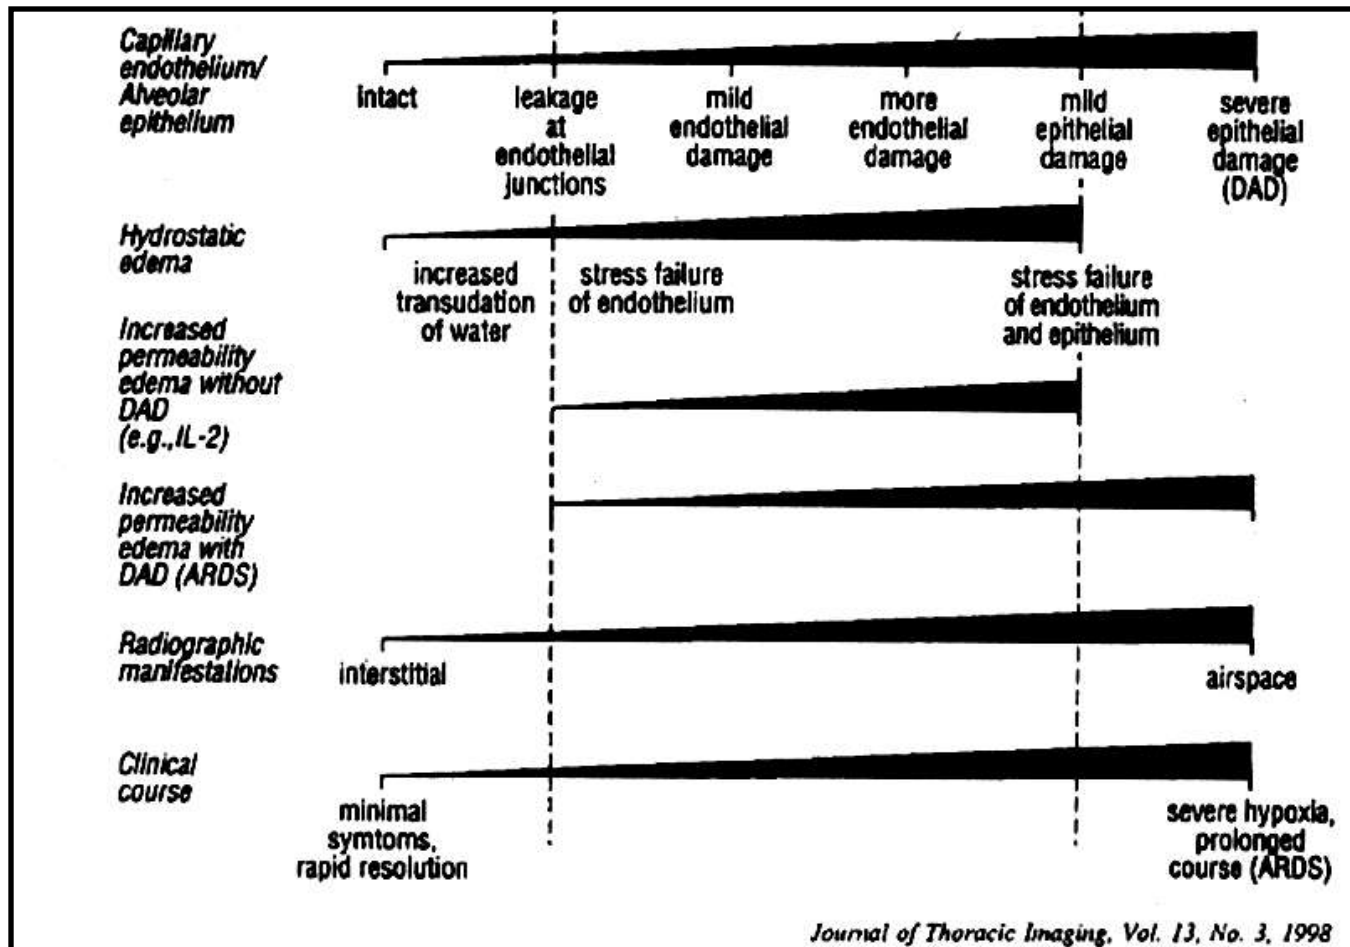 Capillary
endothelium/
Alveolar
epithelium
intact
leakage
at
endothelial
junctions
mild
endothelial
damage
more
endothelial
damage
mild
epithelial
damage
severe
epithelial
damage
(DAD)
Hydrostatic
edema
increased
transudation
of water
stress failure
of endothelium
stress failure
of endothelium
and epithelium
Increased
permeability
edema without
DAD
(e.g., IL-2)
Increased
permeability
edema with
DAD (ARDS)
Radiographic
manifestations
interstitial
airspace
Clinical
course
minimal
symtoms,
rapid resolution
severe hypoxia,
prolonged
course (ARDS)
Journal of Thoracic Imaging, Vol. 13, No. 3, 1998